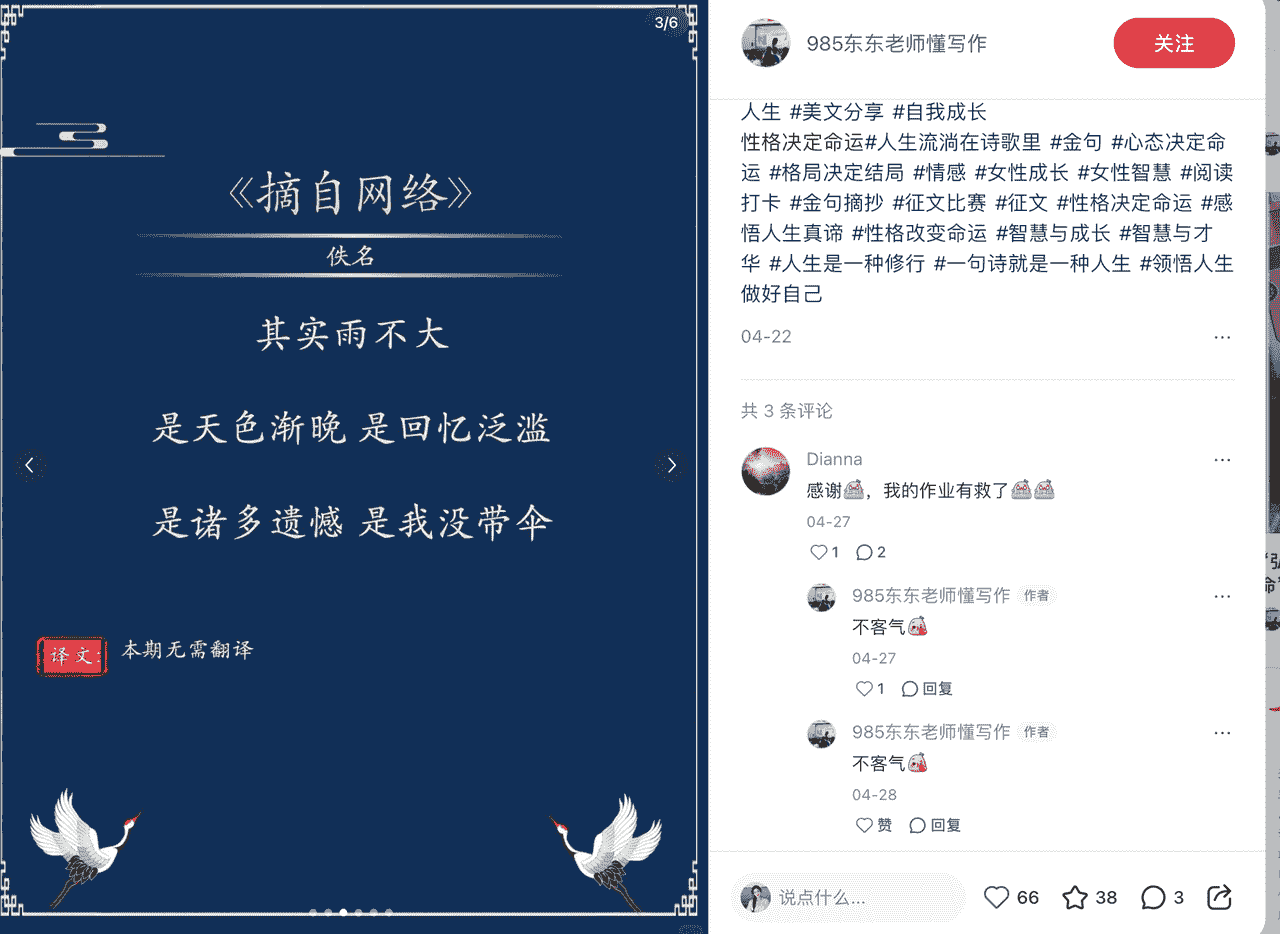 3/6
《摘自网络》
佚名
其实雨不大
是天色渐晚 是回忆泛滥
是诸多遗憾 是我没带伞
译文:
本期无需翻译
985东东老师懂写作
关注
人生 #美文分享 #自我成长
性格决定命运#人生流淌在诗歌里 #金句 #心态决定命
运 #格局决定结局 #情感 #女性成长 #女性智慧 #阅读
打卡 #金句摘抄 #征文比赛 #征文 #性格决定命运 #感
悟人生真谛 #性格改变命运 #智慧与成长 #智慧与才
华 #人生是一种修行 #一句诗就是一种人生 #领悟人生
做好自己
04-22
共 3 条评论
Dianna
感谢，我的作业有救了
04-27
1 2
985东东老师懂写作 作者
不客气
04-27
1 回复
985东东老师懂写作 作者
不客气
04-28
赞 回复
说点什么...
66 38 3